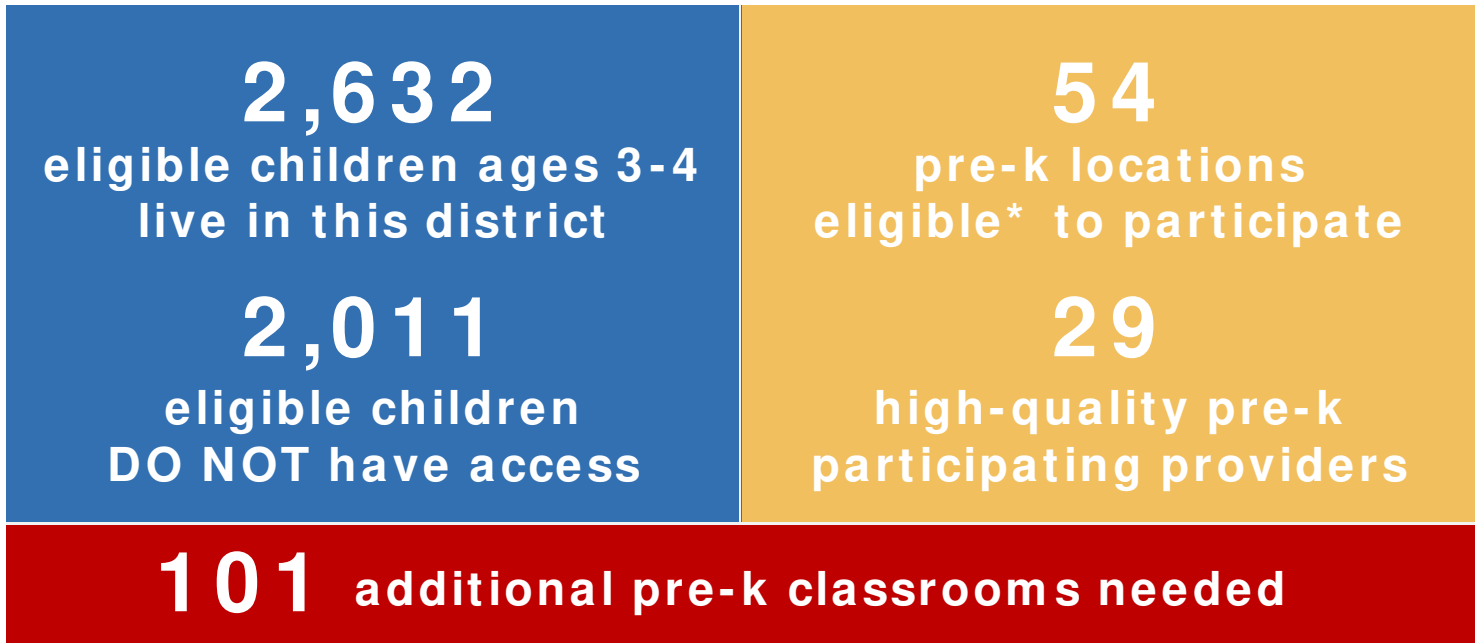 2,632
eligible children ages 3-4
live in this district
2,011
eligible children
DO NOT have access
54
pre-k locations
eligible* to participate
29
high-quality pre-k
participating providers
101 additional pre-k classrooms needed